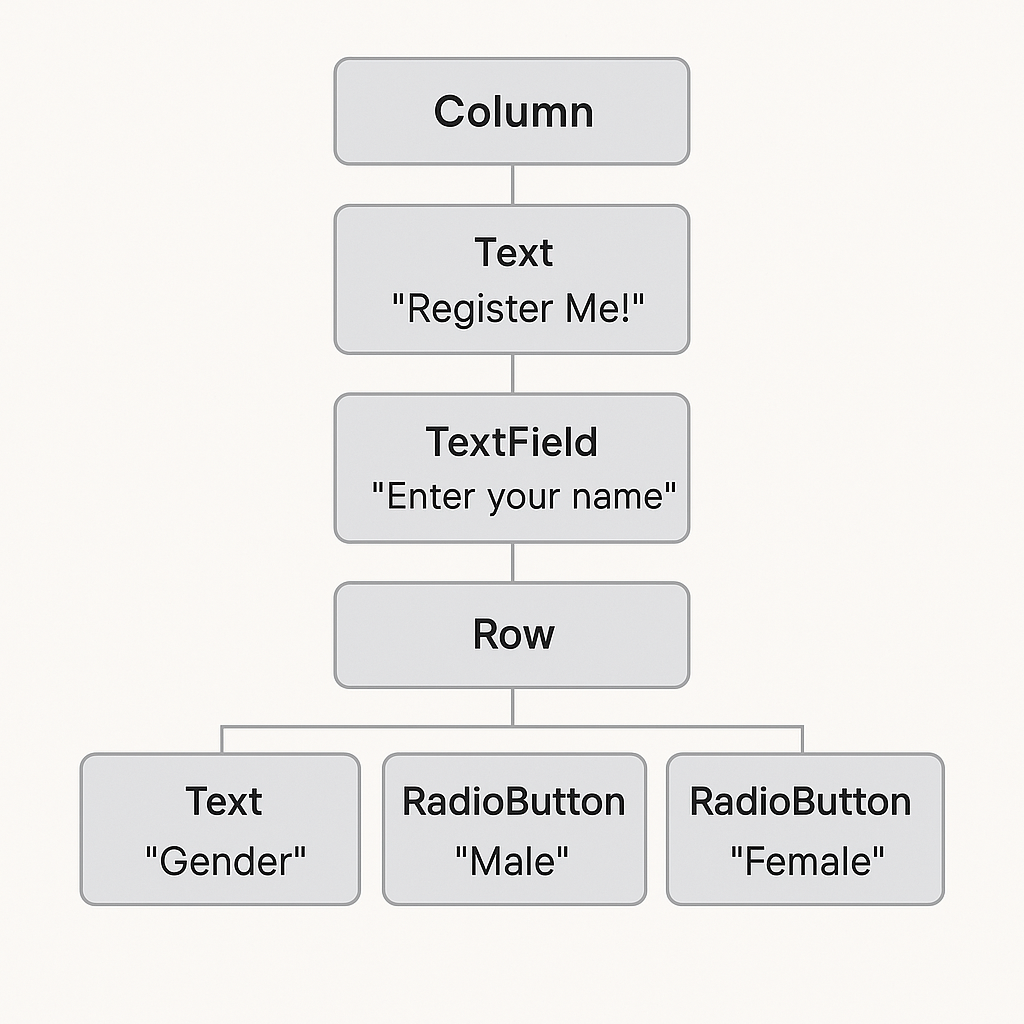 Column
Text
"Register Me!"
TextField
"Enter your name"
Row
Text
"Gender"
RadioButton
"Male"
RadioButton
"Female"